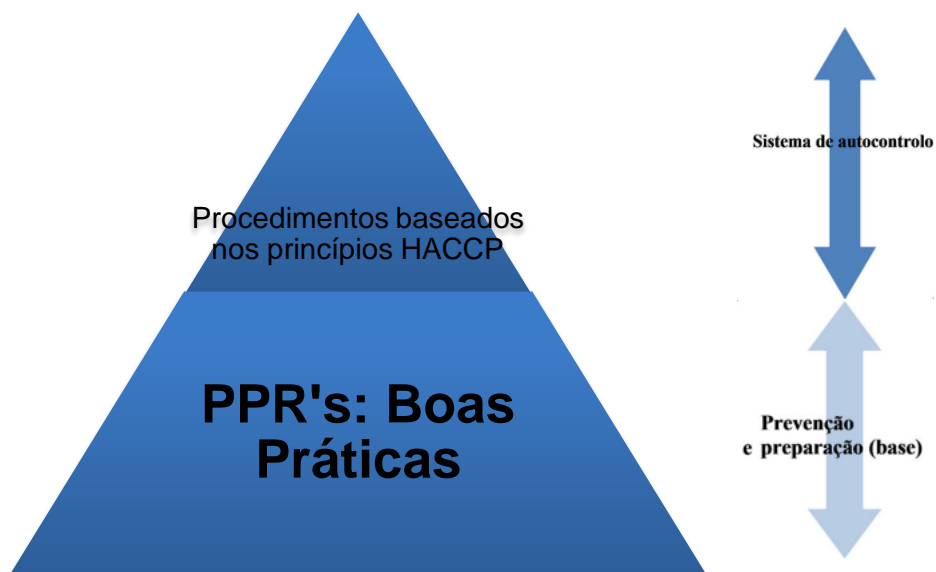 Sistema de autocontrolo
Procedimentos baseados
nos princípios HACCP
PPR's: Boas
Práticas
Prevenção
e preparação (base)